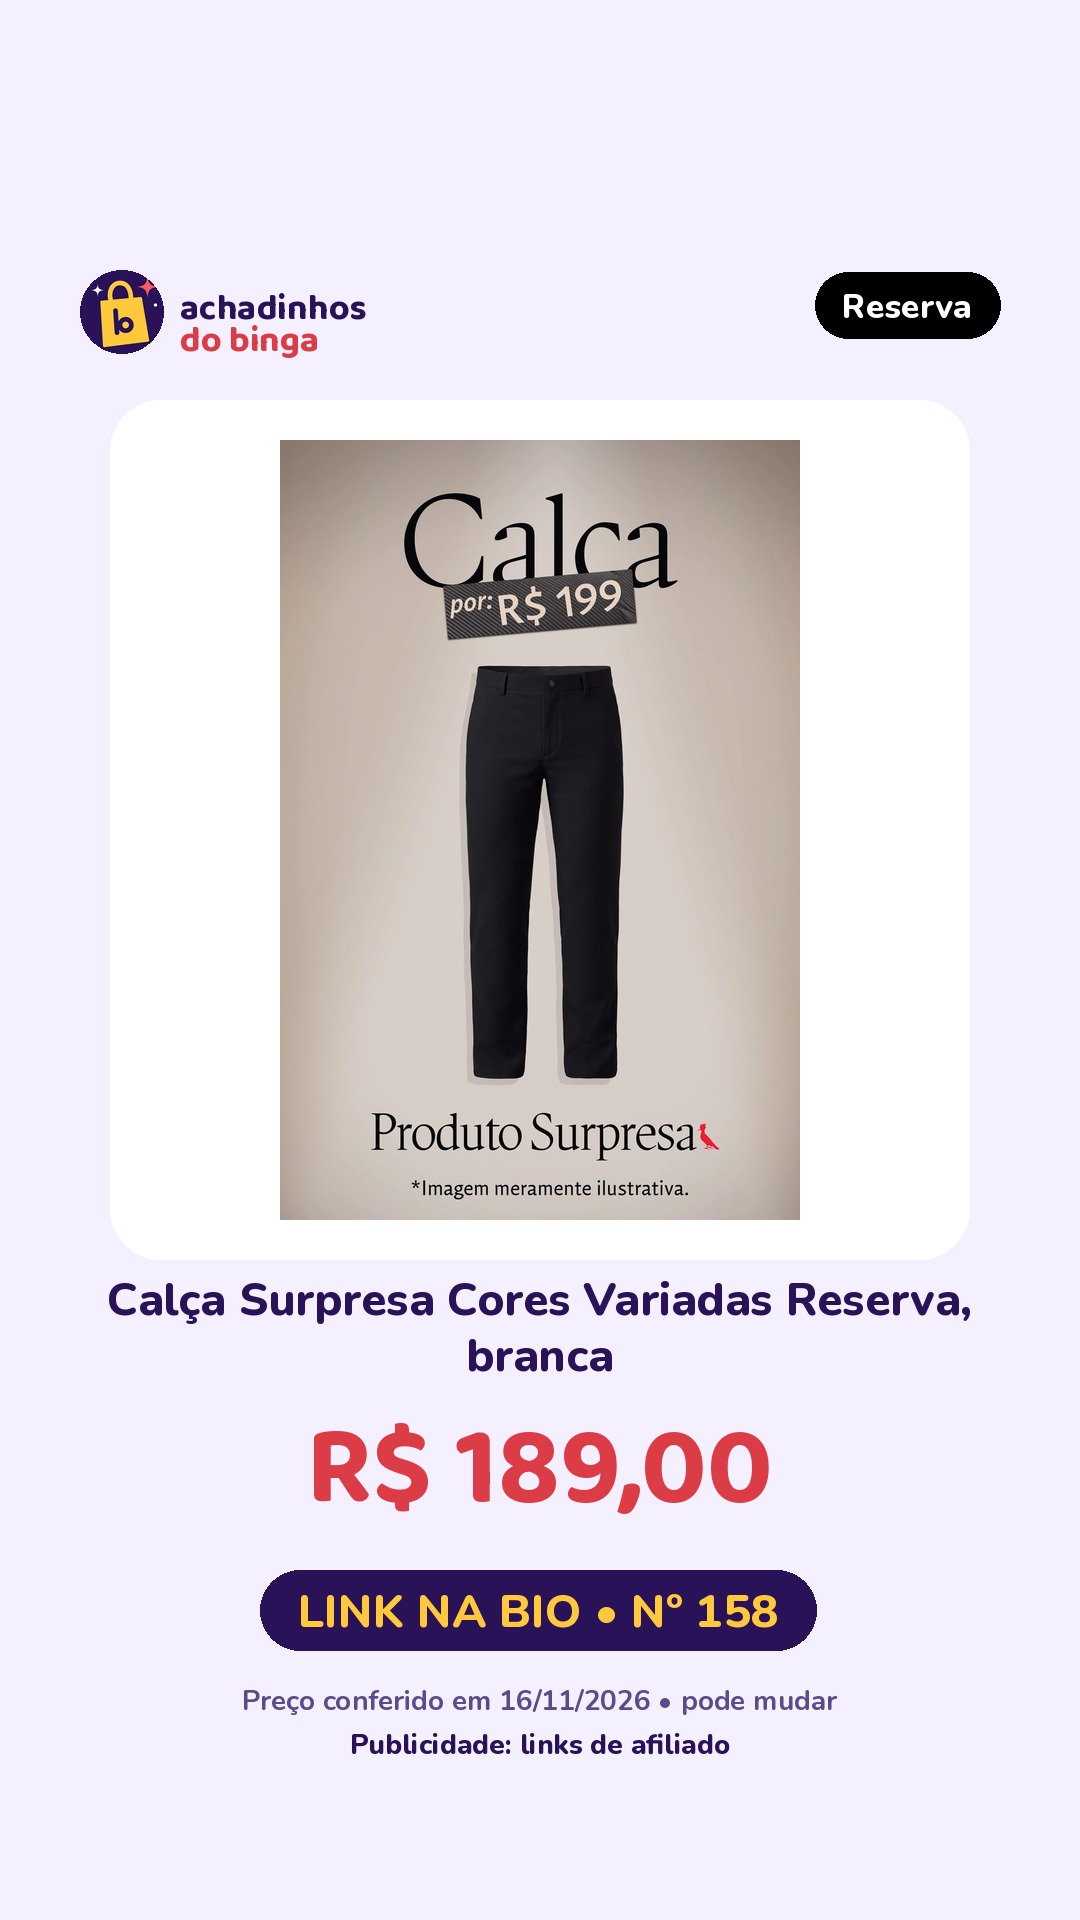 achadinhos
do binga
Reserva
Calça
por: R$ 199
Produto Surpresa
*Imagem meramente ilustrativa.
Calça Surpresa Cores Variadas Reserva,
branca
R$ 189,00
LINK NA BIO • Nº 158
Preço conferido em 16/11/2026 • pode mudar
Publicidade: links de afiliado